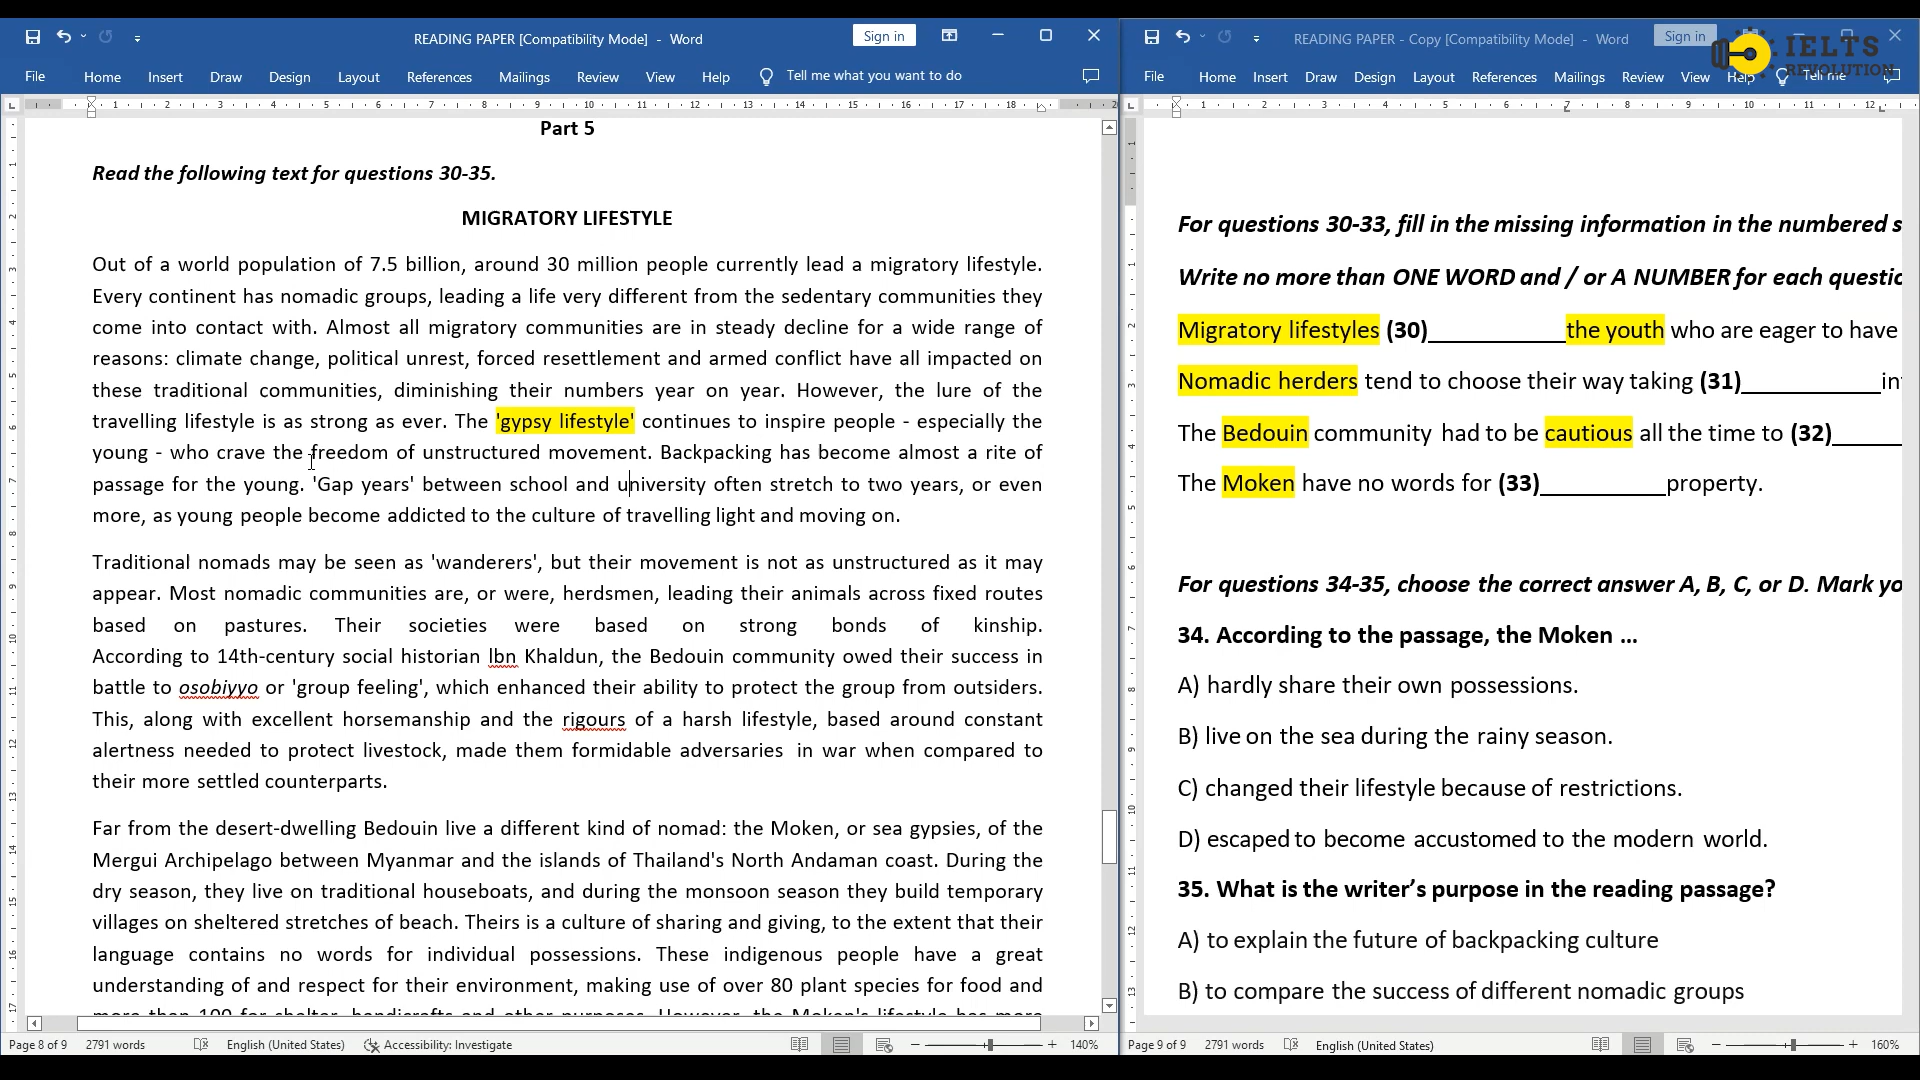 READING PAPER [Compatibility Mode] - Word
Sign in
File Home Insert Draw Design Layout References Mailings Review View Help Tell me what you want to do
Part 5
Read the following text for questions 30-35.
MIGRATORY LIFESTYLE
Out of a world population of 7.5 billion, around 30 million people currently lead a migratory lifestyle.
Every continent has nomadic groups, leading a life very different from the sedentary communities they
come into contact with. Almost all migratory communities are in steady decline for a wide range of
reasons: climate change, political unrest, forced resettlement and armed conflict have all impacted on
these traditional communities, diminishing their numbers year on year. However, the lure of the
travelling lifestyle is as strong as ever. The 'gypsy lifestyle' continues to inspire people - especially the
young - who crave the freedom of unstructured movement. Backpacking has become almost a rite of
passage for the young. 'Gap years' between school and university often stretch to two years, or even
more, as young people become addicted to the culture of travelling light and moving on.
Traditional nomads may be seen as 'wanderers', but their movement is not as unstructured as it may
appear. Most nomadic communities are, or were, herdsmen, leading their animals across fixed routes
based on pastures. Their societies were based on strong bonds of kinship.
According to 14th-century social historian lbn Khaldun, the Bedouin community owed their success in
battle to osobiyyo or 'group feeling', which enhanced their ability to protect the group from outsiders.
This, along with excellent horsemanship and the rigours of a harsh lifestyle, based around constant
alertness needed to protect livestock, made them formidable adversaries in war when compared to
their more settled counterparts.
Far from the desert-dwelling Bedouin live a different kind of nomad: the Moken, or sea gypsies, of the
Mergui Archipelago between Myanmar and the islands of Thailand's North Andaman coast. During the
dry season, they live on traditional houseboats, and during the monsoon season they build temporary
villages on sheltered stretches of beach. Theirs is a culture of sharing and giving, to the extent that their
language contains no words for individual possessions. These indigenous people have a great
understanding of and respect for their environment, making use of over 80 plant species for food and
more than 100 for shelter, handicrafts and other purposes. However, the Moken's lifestyle has more
Page 8 of 9 2791 words English (United States) Accessibility: Investigate 140%
READING PAPER - Copy [Compatibility Mode] - Word
Sign in
IELTS
REVOLUTION
File Home Insert Draw Design Layout References Mailings Review View Help Tell me
For questions 30-33, fill in the missing information in the numbered s
Write no more than ONE WORD and / or A NUMBER for each questio
Migratory lifestyles (30)__________the youth who are eager to have
Nomadic herders tend to choose their way taking (31)__________in
The Bedouin community had to be cautious all the time to (32)_____
The Moken have no words for (33)_________property.
For questions 34-35, choose the correct answer A, B, C, or D. Mark yo
34. According to the passage, the Moken ...
A) hardly share their own possessions.
B) live on the sea during the rainy season.
C) changed their lifestyle because of restrictions.
D) escaped to become accustomed to the modern world.
35. What is the writer’s purpose in the reading passage?
A) to explain the future of backpacking culture
B) to compare the success of different nomadic groups
Page 9 of 9 2791 words English (United States) 160%